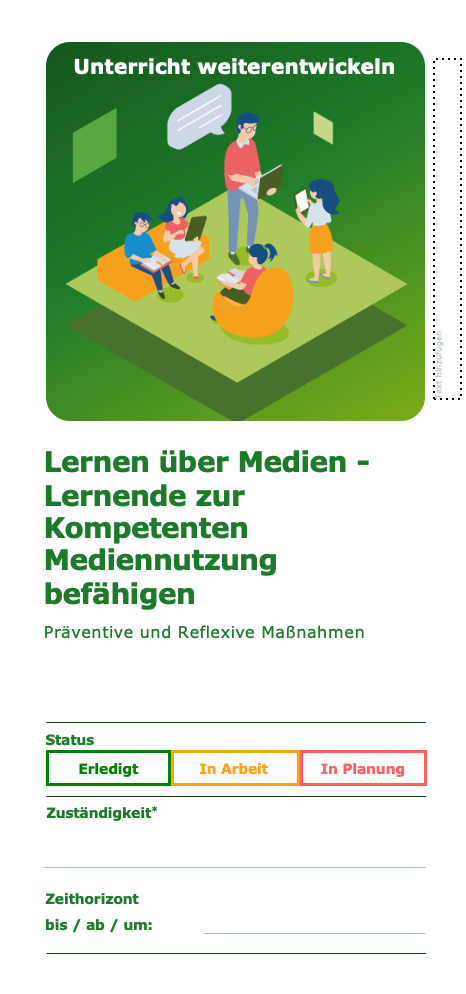 Unterricht weiterentwickeln
Text hinzufügen
Lernen über Medien -
Lernende zur
Kompetenten
Mediennutzung
befähigen
Präventive und Reflexive Maßnahmen
Status
Erledigt
In Arbeit
In Planung
Zuständigkeit*
Zeithorizont
bis / ab / um: